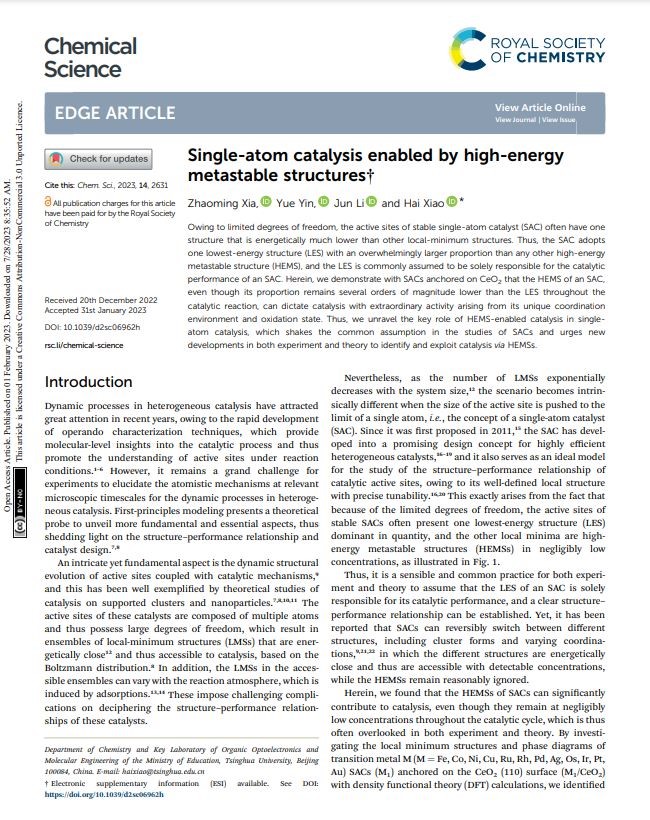 Chemical
Science
ROYAL SOCIETY
OF CHEMISTRY
EDGE ARTICLE
View Article Online
View Journal | View Issue
Open Access Article. Published on 01 February 2023. Downloaded on 7/28/2023 8:35:52 AM.
This article is licensed under a Creative Commons Attribution-NonCommercial 3.0 Unported Licence.
BY-NC
Check for updates
Cite this: Chem. Sci., 2023, 14, 2631
All publication charges for this article
have been paid for by the Royal Society
of Chemistry
Received 20th December 2022
Accepted 31st January 2023
DOI: 10.1039/d2sc06962h
rsc.li/chemical-science
Single-atom catalysis enabled by high-energy
metastable structures†
Zhaoming Xia, Yue Yin, Jun Li and Hai Xiao *
Owing to limited degrees of freedom, the active sites of stable single-atom catalyst (SAC) often have one
structure that is energetically much lower than other local-minimum structures. Thus, the SAC adopts
one lowest-energy structure (LES) with an overwhelmingly larger proportion than any other high-energy
metastable structure (HEMS), and the LES is commonly assumed to be solely responsible for the catalytic
performance of an SAC. Herein, we demonstrate with SACs anchored on CeO2 that the HEMS of an SAC,
even though its proportion remains several orders of magnitude lower than the LES throughout the
catalytic reaction, can dictate catalysis with extraordinary activity arising from its unique coordination
environment and oxidation state. Thus, we unravel the key role of HEMS-enabled catalysis in single-
atom catalysis, which shakes the common assumption in the studies of SACs and urges new
developments in both experiment and theory to identify and exploit catalysis via HEMSs.
Introduction
Dynamic processes in heterogeneous catalysis have attracted
great attention in recent years, owing to the rapid development
of operando characterization techniques, which provide
molecular-level insights into the catalytic process and thus
promote the understanding of active sites under reaction
conditions.1–6 However, it remains a grand challenge for
experiments to elucidate the atomistic mechanisms at relevant
microscopic timescales for the dynamic processes in heteroge-
neous catalysis. First-principles modeling presents a theoretical
probe to unveil more fundamental and essential aspects, thus
shedding light on the structure–performance relationship and
catalyst design.7,8
An intricate yet fundamental aspect is the dynamic structural
evolution of active sites coupled with catalytic mechanisms,9
and this has been well exemplified by theoretical studies of
catalysis on supported clusters and nanoparticles.7,8,10,11 The
active sites of these catalysts are composed of multiple atoms
and thus possess large degrees of freedom, which result in
ensembles of local-minimum structures (LMSs) that are ener-
getically close12 and thus accessible to catalysis, based on the
Boltzmann distribution.8 In addition, the LMSs in the acces-
sible ensembles can vary with the reaction atmosphere, which is
induced by adsorptions.13,14 These impose challenging compli-
cations on deciphering the structure–performance relation-
ships of these catalysts.
Department of Chemistry and Key Laboratory of Organic Optoelectronics and
Molecular Engineering of the Ministry of Education, Tsinghua University, Beijing
100084, China. E-mail: haixiao@tsinghua.edu.cn
† Electronic supplementary information (ESI) available. See DOI:
https://doi.org/10.1039/d2sc06962h
Nevertheless, as the number of LMSs exponentially
decreases with the system size,12 the scenario becomes intrin-
sically different when the size of the active site is pushed to the
limit of a single atom, i.e., the concept of a single-atom catalyst
(SAC). Since it was first proposed in 2011,15 the SAC has devel-
oped into a promising design concept for highly efficient
heterogeneous catalysts,16–19 and it also serves as an ideal model
for the study of the structure–performance relationship of
catalytic active sites, owing to its well-defined local structure
with precise tunability.16,20 This exactly arises from the fact that
because of the limited degrees of freedom, the active sites of
stable SACs often present one lowest-energy structure (LES)
dominant in quantity, and the other local minima are high-
energy metastable structures (HEMSs) in negligibly low
concentrations, as illustrated in Fig. 1.
Thus, it is a sensible and common practice for both experi-
ment and theory to assume that the LES of an SAC is solely
responsible for its catalytic performance, and a clear structure–
performance relationship can be established. Yet, it has been
reported that SACs can reversibly switch between different
structures, including cluster forms and varying coordina-
tions,9,21,22 in which the different structures are energetically
close and thus are accessible with detectable concentrations,
while the HEMSs remain reasonably ignored.
Herein, we found that the HEMSs of SACs can significantly
contribute to catalysis, even though they remain at negligibly
low concentrations throughout the catalytic cycle, which is thus
often overlooked in both experiment and theory. By investi-
gating the local minimum structures and phase diagrams of
transition metal M (M = Fe, Co, Ni, Cu, Ru, Rh, Pd, Ag, Os, Ir, Pt,
Au) SACs (M1) anchored on the CeO2 (110) surface (M1/CeO2)
with density functional theory (DFT) calculations, we identified